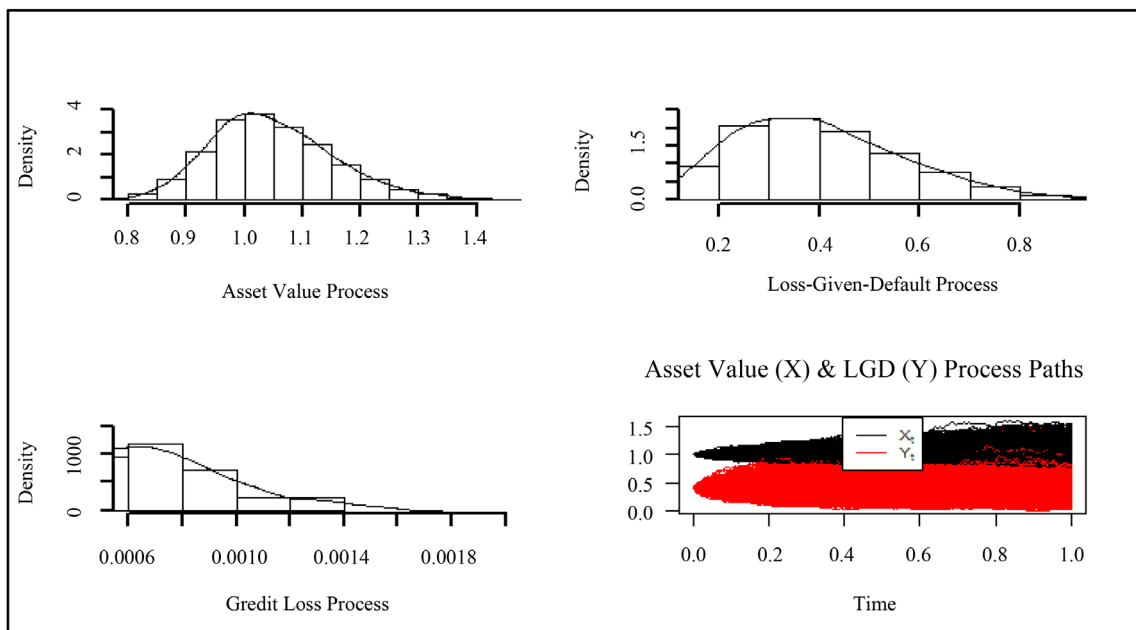 Density
4
2
0
0.8 0.9 1.0 1.1 1.2 1.3 1.4
Asset Value Process
Density
1.5
0.0
0.2 0.4 0.6 0.8
Loss-Given-Default Process
Density
1000
0
0.0006 0.0010 0.0014 0.0018
Gredit Loss Process
Asset Value (X) & LGD (Y) Process Paths
1.5
1.0
0.5
0.0
Xt
Yt
0.0 0.2 0.4 0.6 0.8 1.0
Time